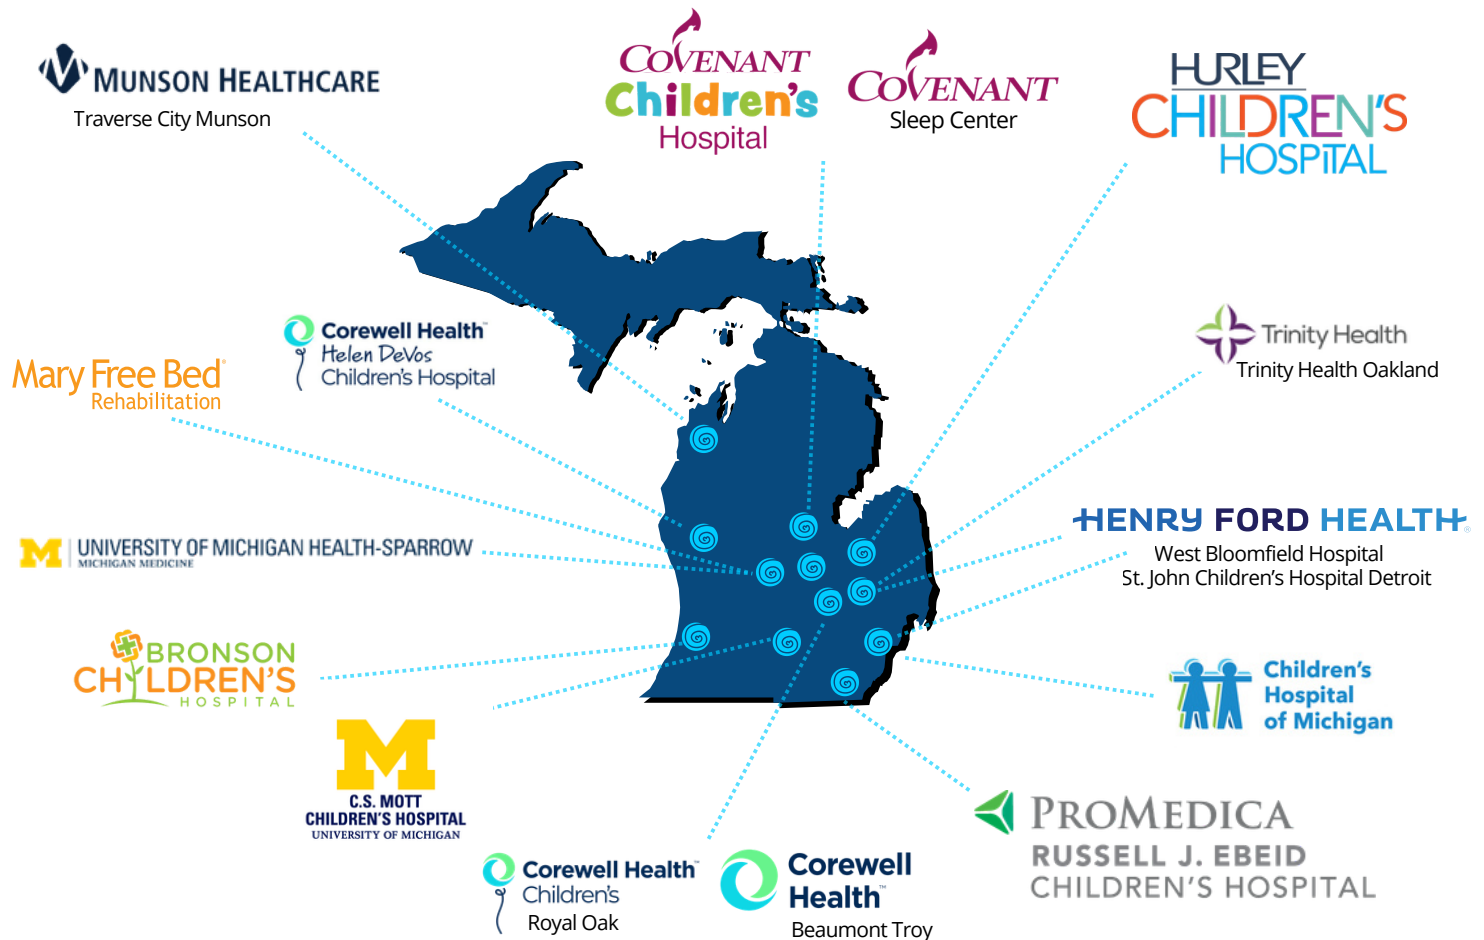 MUNSON HEALTHCARE
Traverse City Munson
COVENANT
Children's
Hospital
COVENANT
Sleep Center
HURLEY
CHILDREN'S
HOSPITAL
Corewell Health™
Helen DeVos
Children's Hospital
Mary Free Bed®
Rehabilitation
Trinity Health
Trinity Health Oakland
HENRY FORD HEALTH®
West Bloomfield Hospital
St. John Children's Hospital Detroit
M UNIVERSITY OF MICHIGAN HEALTH-SPARROW
MICHIGAN MEDICINE
BRONSON
CHILDREN'S
HOSPITAL
Children's
Hospital
of Michigan
M
C.S. MOTT
CHILDREN'S HOSPITAL
UNIVERSITY OF MICHIGAN
PROMEDICA
RUSSELL J. EBEID
CHILDREN'S HOSPITAL
Corewell Health™
Children's
Royal Oak
Corewell
Health™
Beaumont Troy